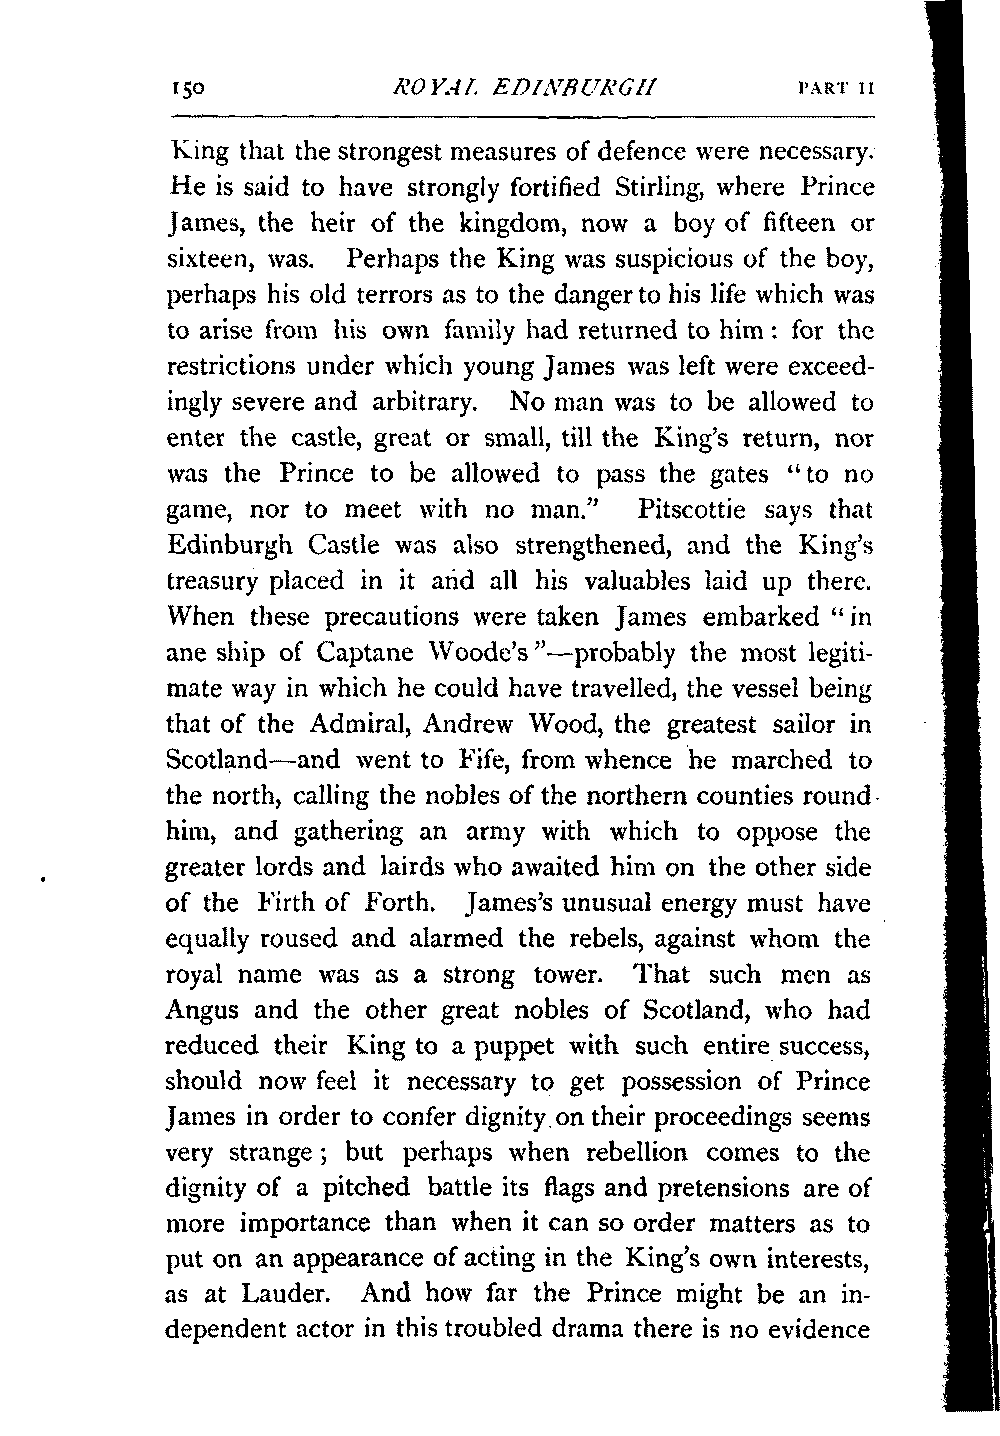 150 ROYAL EDINBURGH PART II
King that the strongest measures of defence were necessary.
He is said to have strongly fortified Stirling, where Prince
James, the heir of the kingdom, now a boy of fifteen or
sixteen, was. Perhaps the King was suspicious of the boy,
perhaps his old terrors as to the danger to his life which was
to arise from his own family had returned to him : for the
restrictions under which young James was left were exceed-
ingly severe and arbitrary. No man was to be allowed to
enter the castle, great or small, till the King's return, nor
was the Prince to be allowed to pass the gates "to no
game, nor to meet with no man." Pitscottie says that
Edinburgh Castle was also strengthened, and the King's
treasury placed in it and all his valuables laid up there.
When these precautions were taken James embarked "in
ane ship of Captane Woode's"—probably the most legiti-
mate way in which he could have travelled, the vessel being
that of the Admiral, Andrew Wood, the greatest sailor in
Scotland—and went to Fife, from whence he marched to
the north, calling the nobles of the northern counties round
him, and gathering an army with which to oppose the
greater lords and lairds who awaited him on the other side
of the Firth of Forth. James's unusual energy must have
equally roused and alarmed the rebels, against whom the
royal name was as a strong tower. That such men as
Angus and the other great nobles of Scotland, who had
reduced their King to a puppet with such entire success,
should now feel it necessary to get possession of Prince
James in order to confer dignity on their proceedings seems
very strange ; but perhaps when rebellion comes to the
dignity of a pitched battle its flags and pretensions are of
more importance than when it can so order matters as to
put on an appearance of acting in the King's own interests,
as at Lauder. And how far the Prince might be an in-
dependent actor in this troubled drama there is no evidence